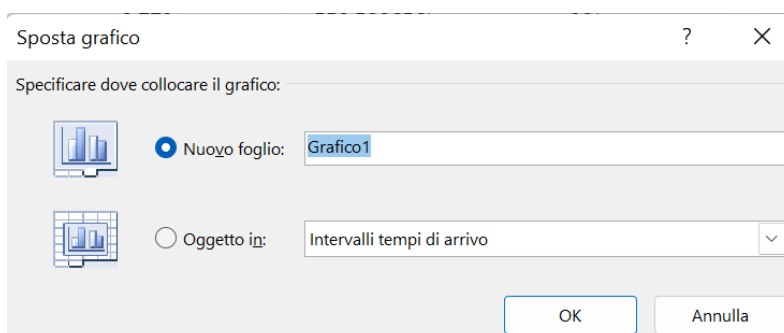 Sposta grafico
?
Specificare dove collocare il grafico:
Nuovo foglio: Grafico1
Oggetto in: Intervalli tempi di arrivo
OK Annulla